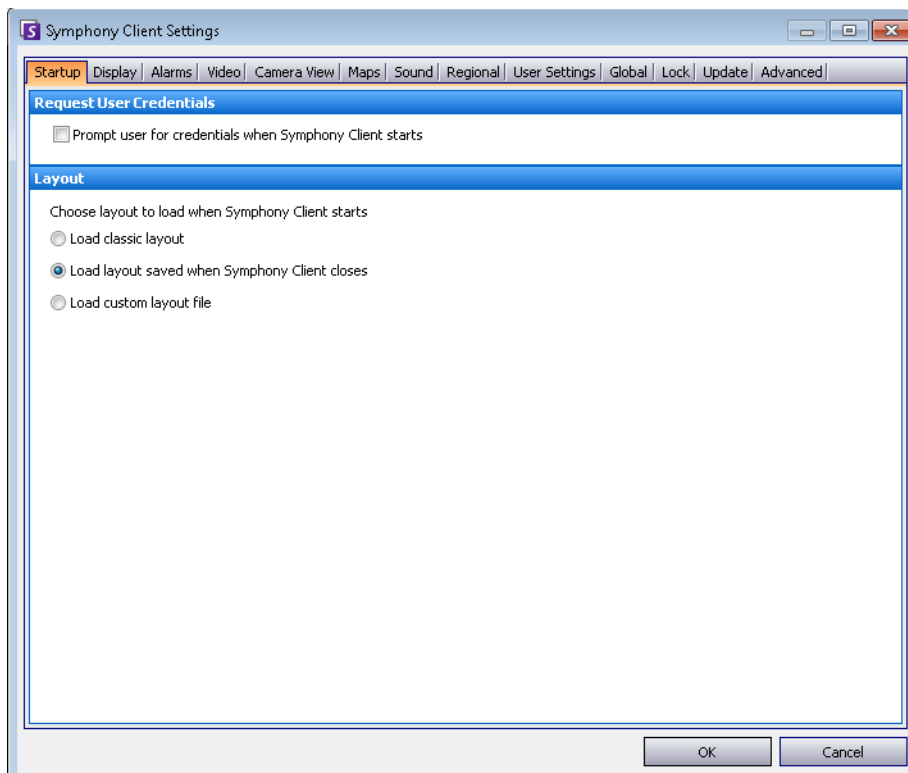 Symphony Client Settings
Startup Display Alarms Video Camera View Maps Sound Regional User Settings Global Lock Update Advanced
Request User Credentials
Prompt user for credentials when Symphony Client starts
Layout
Choose layout to load when Symphony Client starts
Load classic layout
Load layout saved when Symphony Client closes
Load custom layout file
OK Cancel